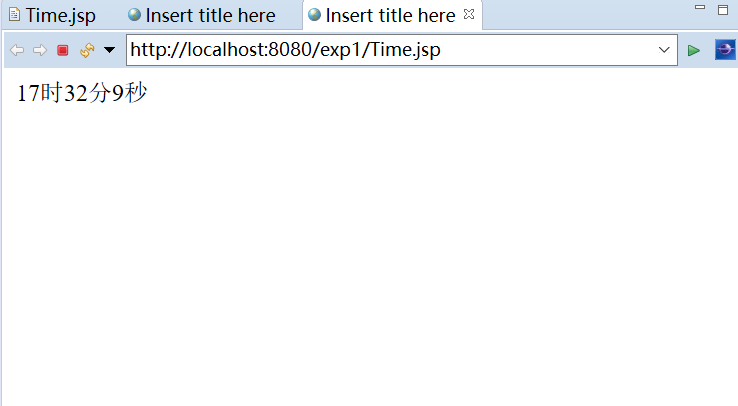 Time.jsp Insert title here Insert title here
http://localhost:8080/exp1/Time.jsp
17时32分9秒